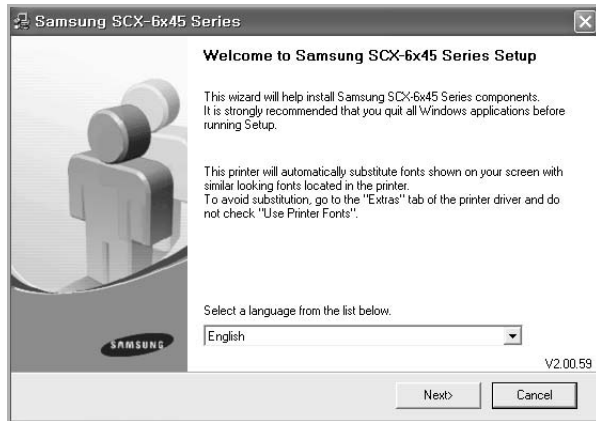 Samsung SCX-6x45 Series
Welcome to Samsung SCX-6x45 Series Setup
This wizard will help install Samsung SCX-6x45 Series components.
It is strongly recommended that you quit all Windows applications before
running Setup.
This printer will automatically substitute fonts shown on your screen with
similar looking fonts located in the printer.
To avoid substitution, go to the "Extras" tab of the printer driver and do
not check "Use Printer Fonts".
Select a language from the list below.
English
SAMSUNG
V2.00.59
Next>
Cancel